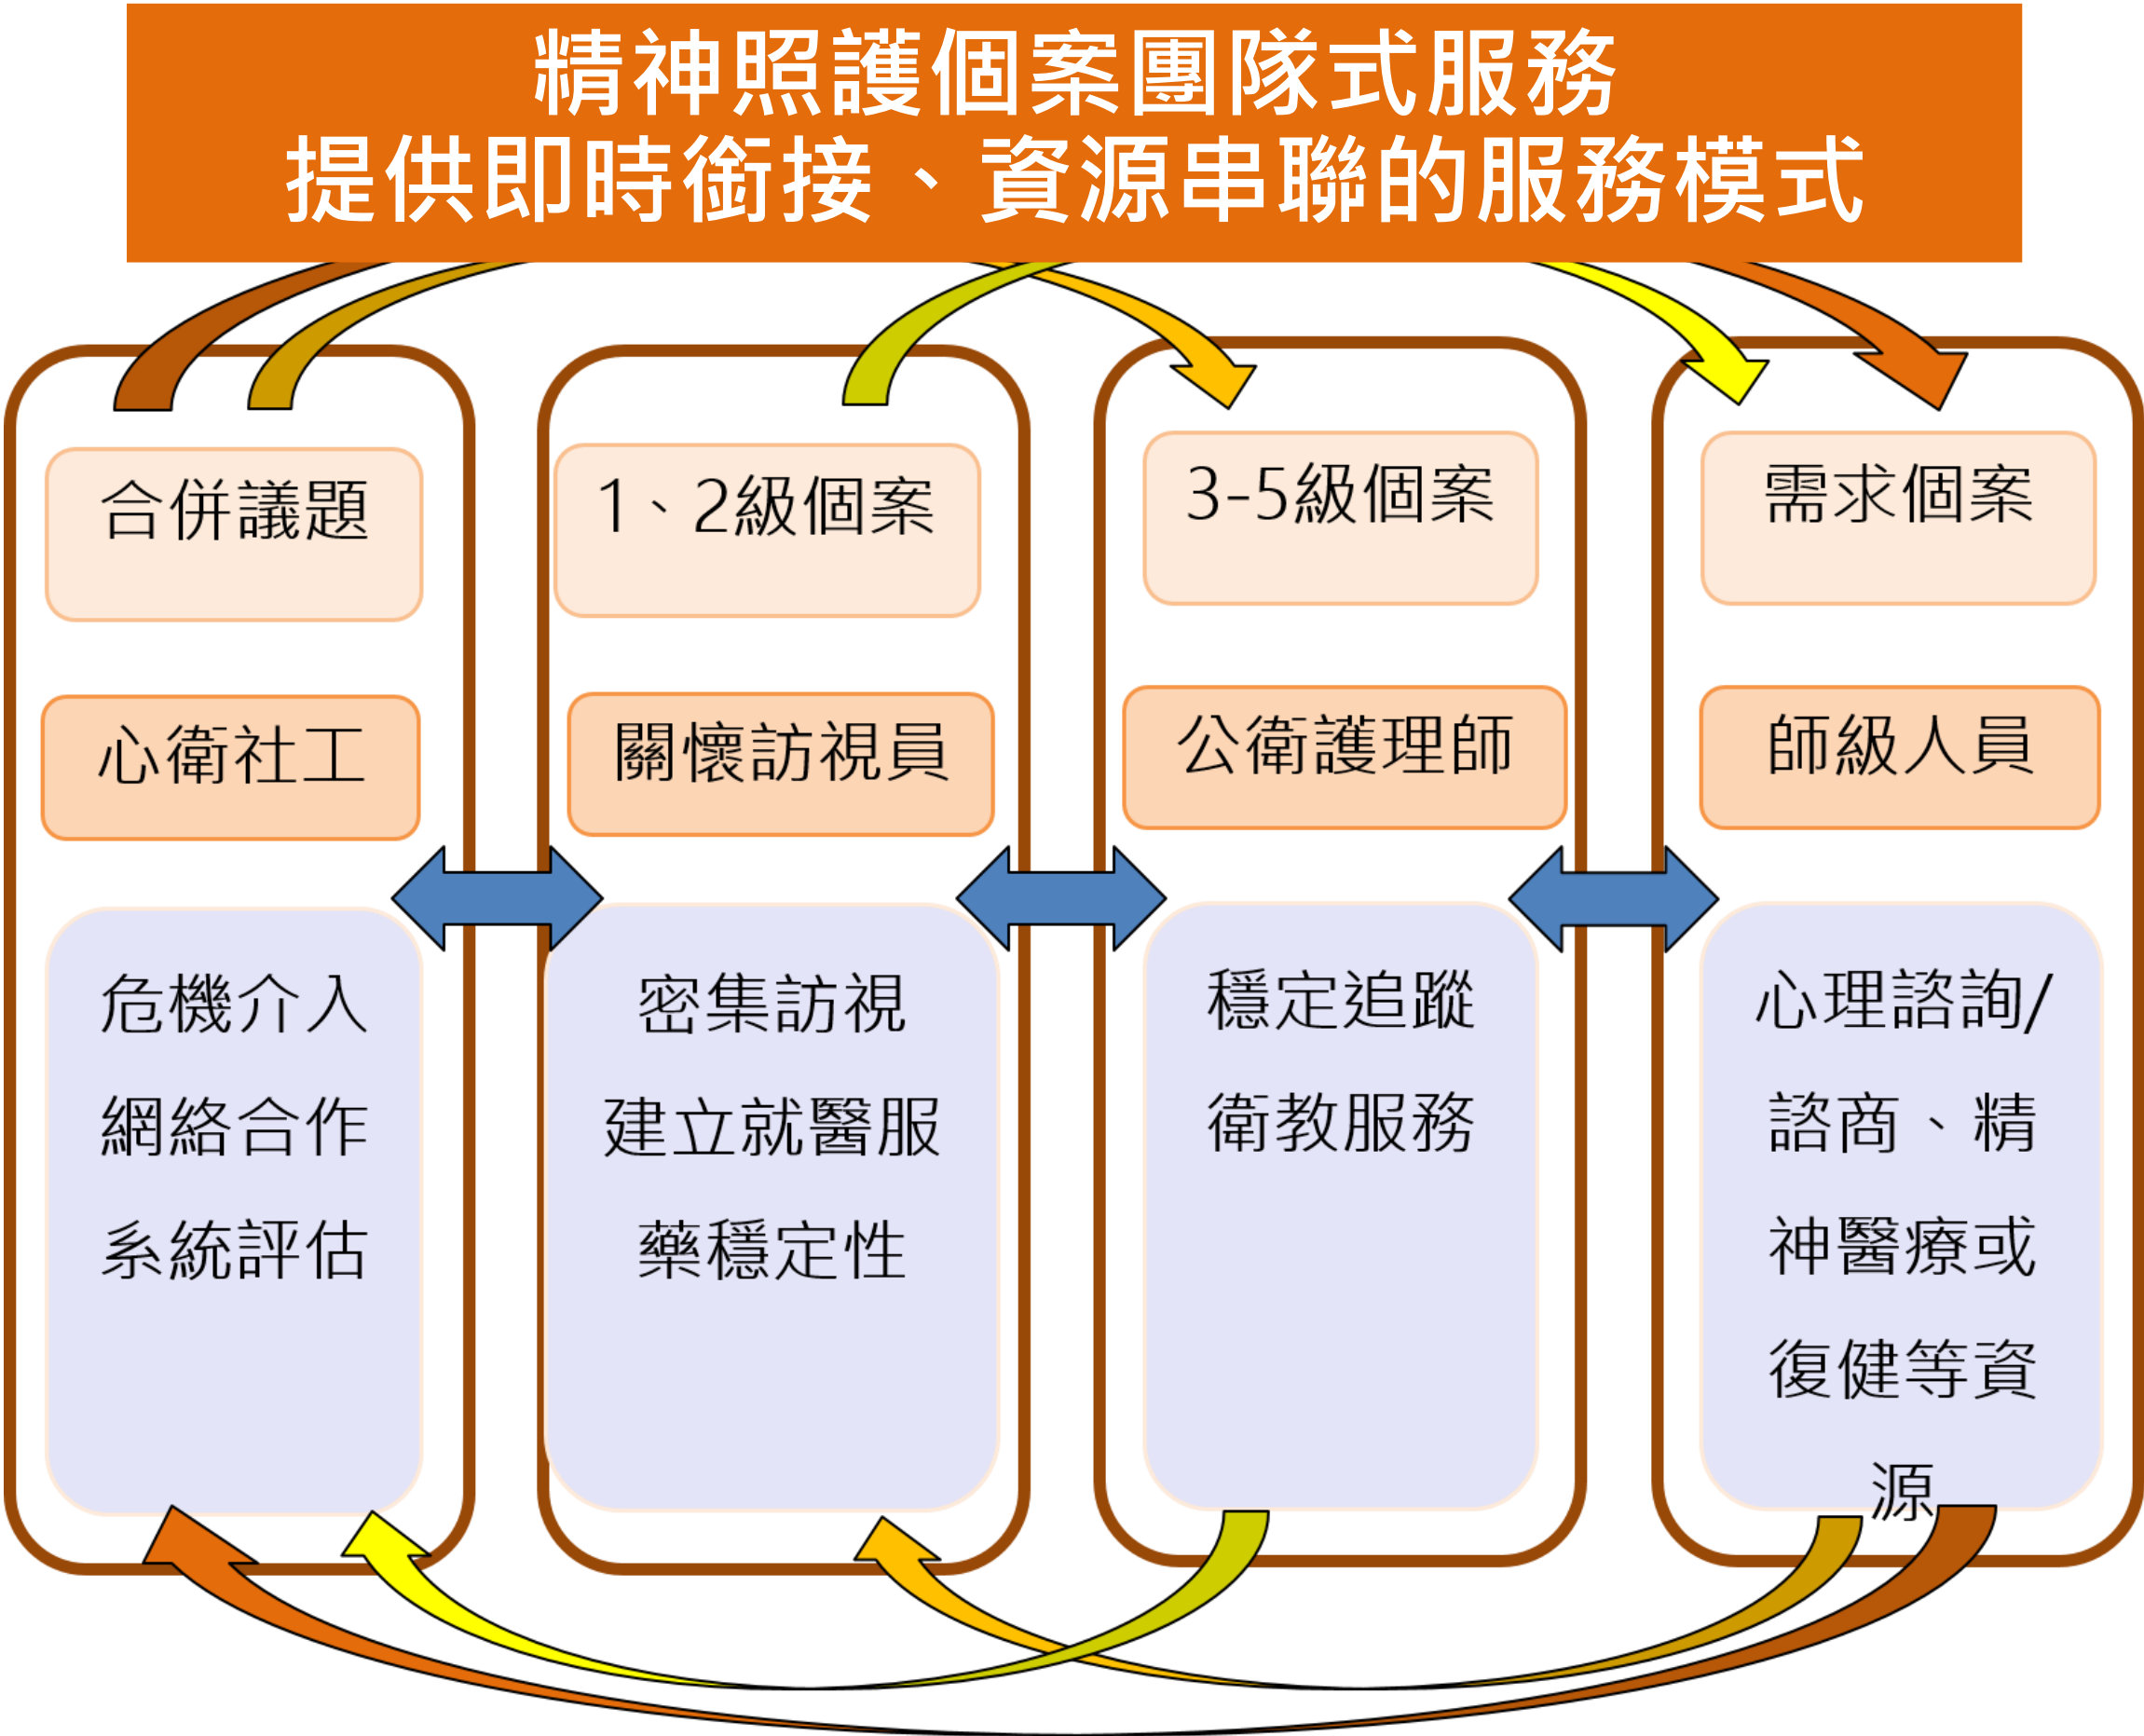 精神照護個案團隊式服務
提供即時銜接、資源串聯的服務模式
合併議題
心衛社工
危機介入
網絡合作
系統評估
1、2級個案
關懷訪視員
密集訪視
建立就醫服
藥穩定性
3-5級個案
公衛護理師
穩定追蹤
衛教服務
需求個案
師級人員
心理諮詢/
諮商、精
神醫療或
復健等資
源